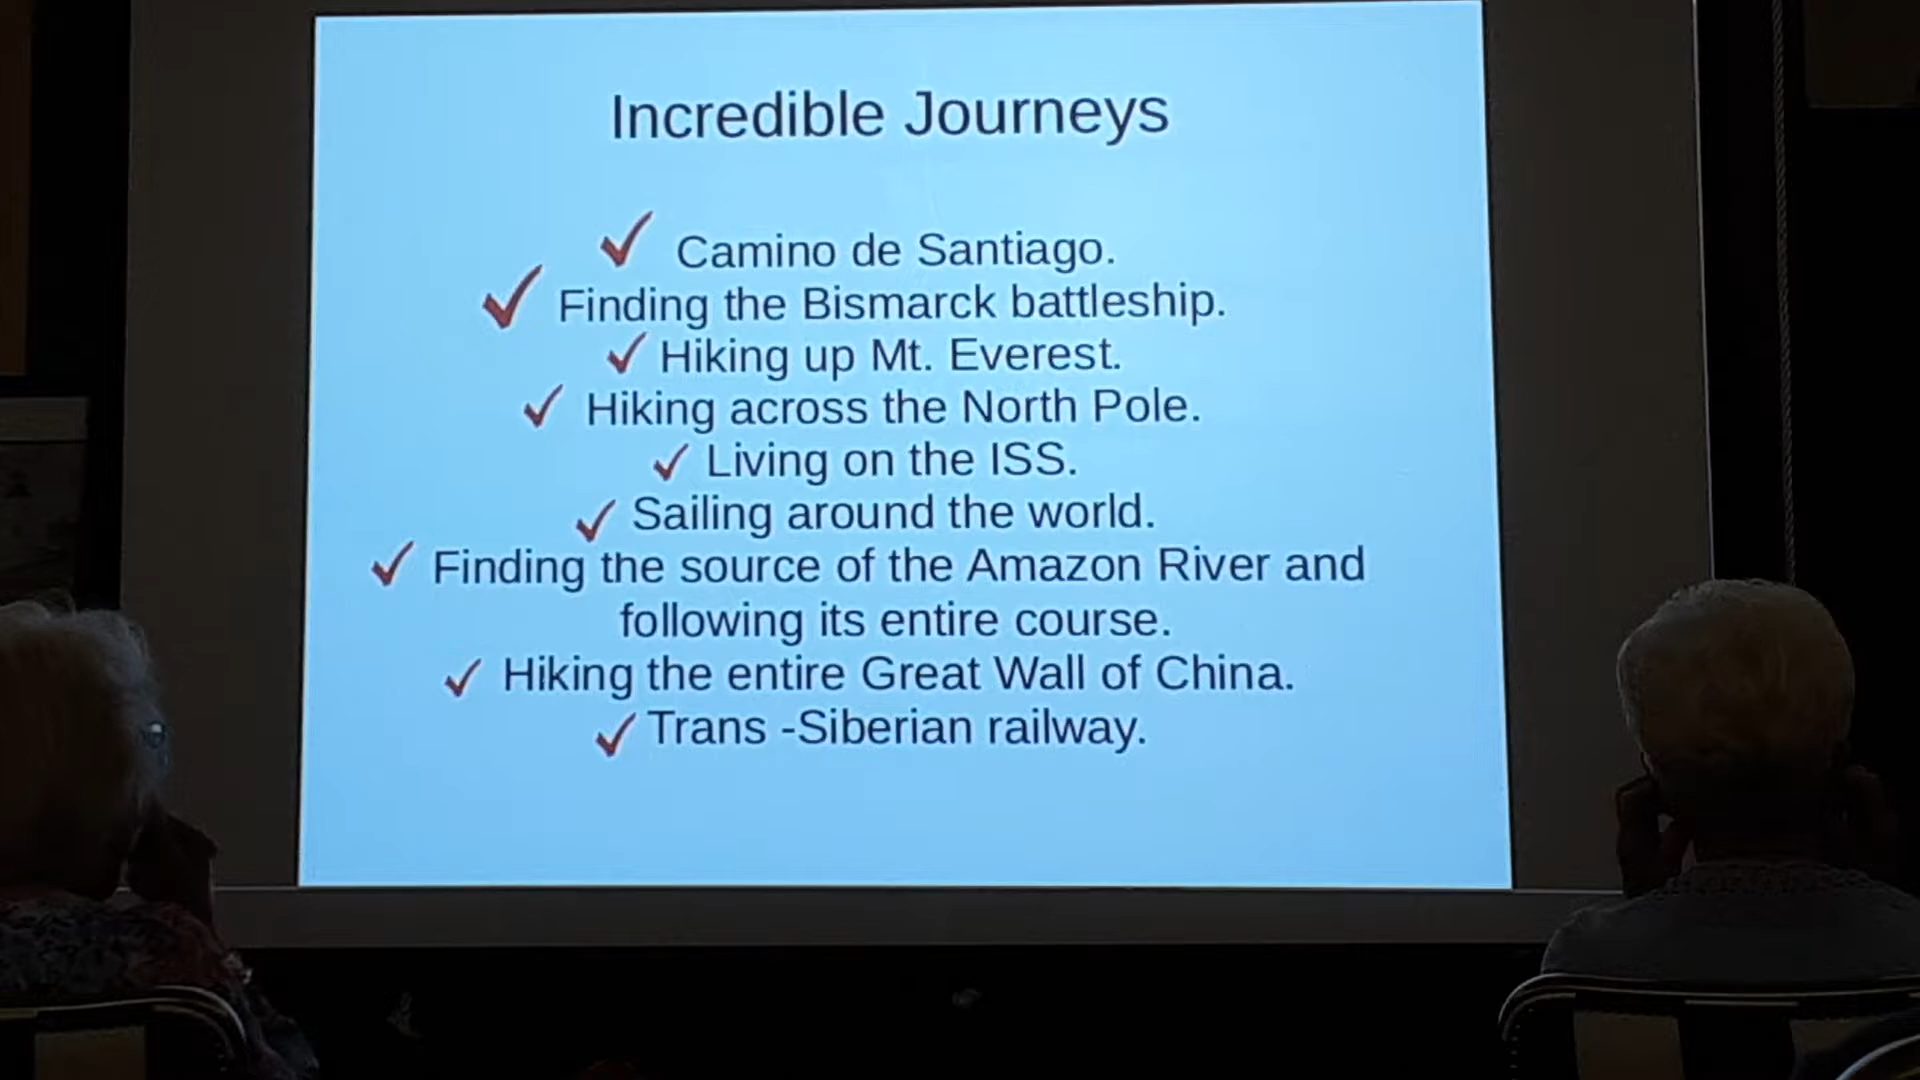 Incredible Journeys
✓ Camino de Santiago.
✓ Finding the Bismarck battleship.
✓ Hiking up Mt. Everest.
✓ Hiking across the North Pole.
✓ Living on the ISS.
✓ Sailing around the world.
✓ Finding the source of the Amazon River and
following its entire course.
✓ Hiking the entire Great Wall of China.
✓ Trans -Siberian railway.